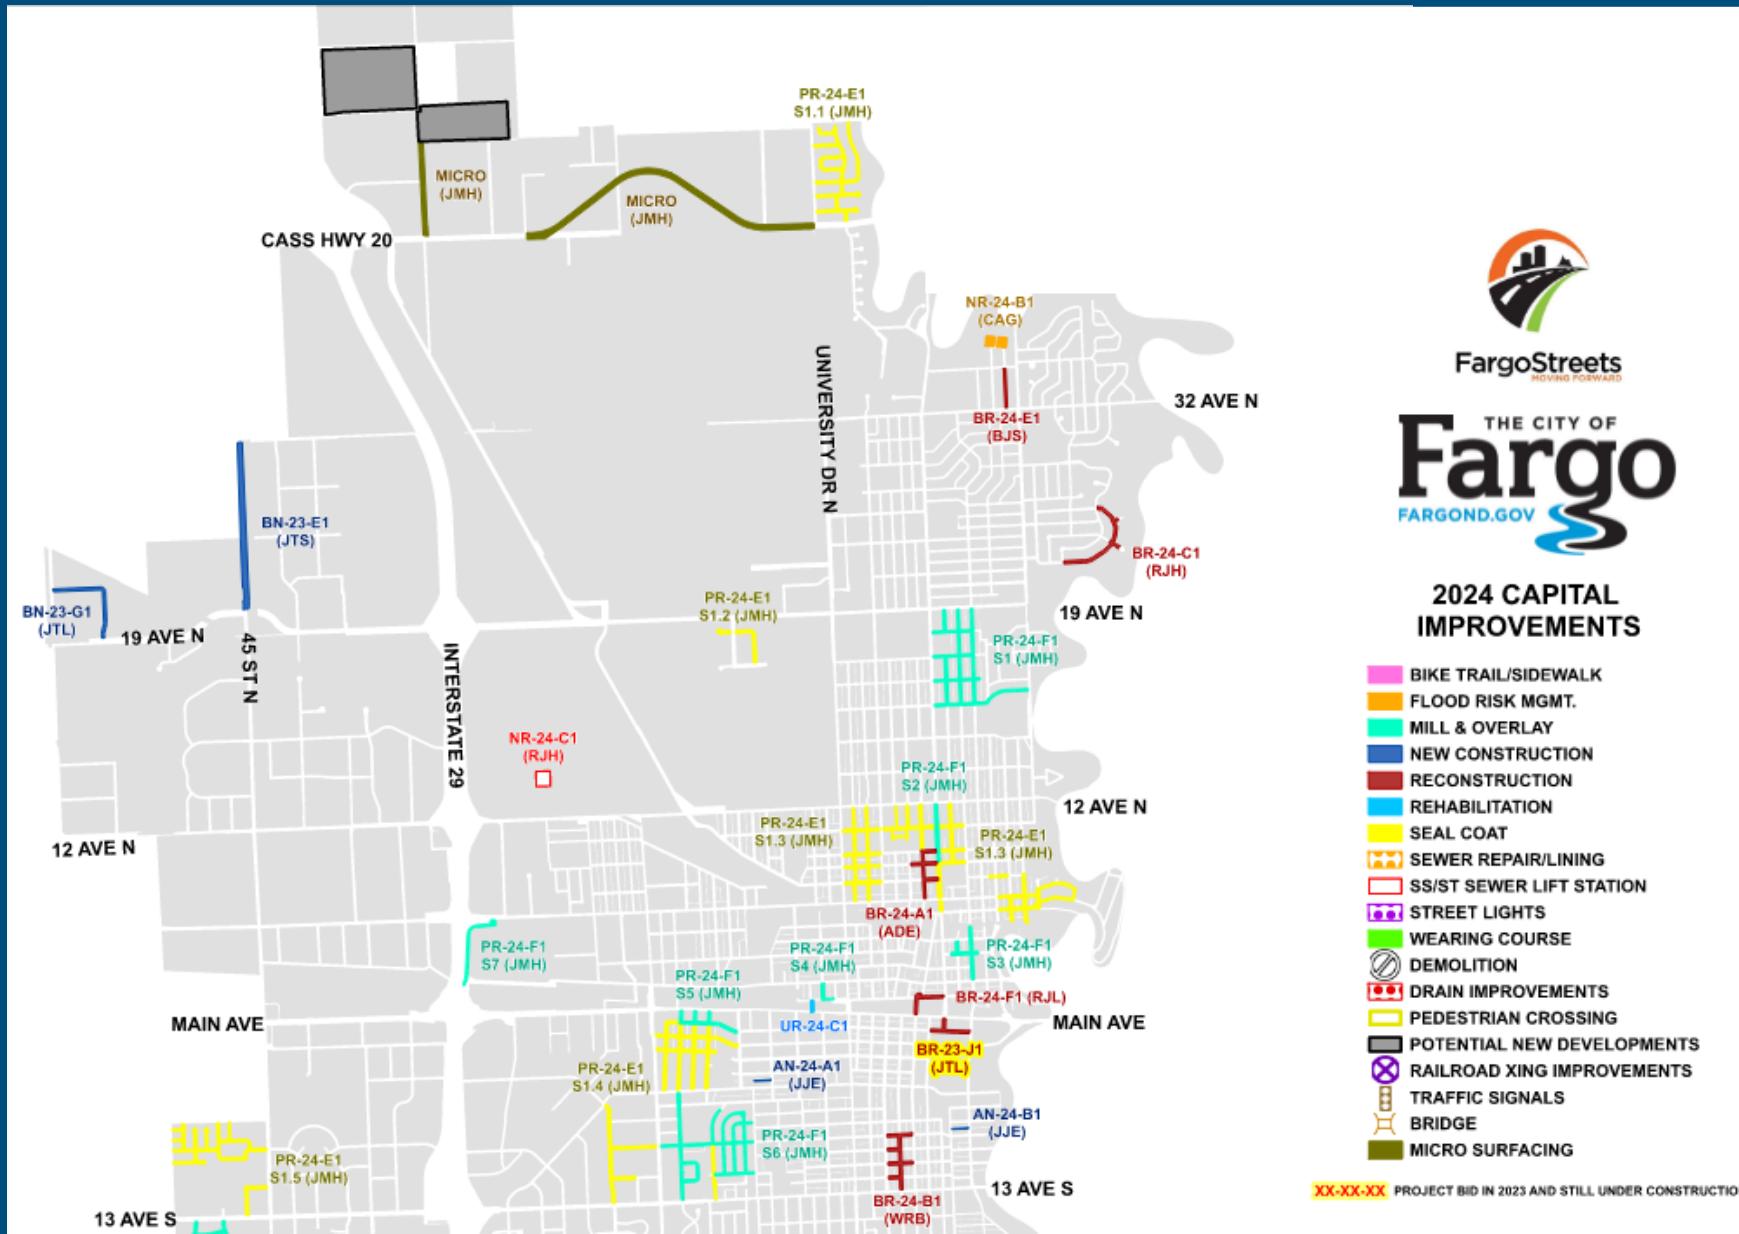 PR-24-E1
S1.1 (JMH)
MICRO
(JMH)
MICRO
(JMH)
CASS HWY 20
NR-24-B1
(CAG)
UNIVERSITY DR N
32 AVE N
BR-24-E1
(BJS)
BN-23-E1
(JTS)
BR-24-C1
(RJH)
BN-23-G1
(JTL)
19 AVE N
45 ST N
INTERSTATE 29
PR-24-E1
S1.2 (JMH)
19 AVE N
PR-24-F1
S1 (JMH)
NR-24-C1
(RJH)
PR-24-F1
S2 (JMH)
12 AVE N
12 AVE N
PR-24-E1
S1.3 (JMH)
PR-24-E1
S1.3 (JMH)
BR-24-A1
(ADE)
PR-24-F1
S7 (JMH)
PR-24-F1
S4 (JMH)
PR-24-F1
S3 (JMH)
PR-24-F1
S5 (JMH)
BR-24-F1 (RJL)
MAIN AVE
UR-24-C1
MAIN AVE
BR-23-J1
(JTL)
PR-24-E1
S1.4 (JMH)
AN-24-A1
(JJE)
AN-24-B1
(JJE)
PR-24-F1
S6 (JMH)
PR-24-E1
S1.5 (JMH)
13 AVE S
BR-24-B1
(WRB)
13 AVE S
FargoStreets
MOVING FORWARD
THE CITY OF
Fargo
FARGOND.GOV
2024 CAPITAL
IMPROVEMENTS
BIKE TRAIL/SIDEWALK
FLOOD RISK MGMT.
MILL & OVERLAY
NEW CONSTRUCTION
RECONSTRUCTION
REHABILITATION
SEAL COAT
SEWER REPAIR/LINING
SS/ST SEWER LIFT STATION
STREET LIGHTS
WEARING COURSE
DEMOLITION
DRAIN IMPROVEMENTS
PEDESTRIAN CROSSING
POTENTIAL NEW DEVELOPMENTS
RAILROAD XING IMPROVEMENTS
TRAFFIC SIGNALS
BRIDGE
MICRO SURFACING
XX-XX-XX PROJECT BID IN 2023 AND STILL UNDER CONSTRUCTIO